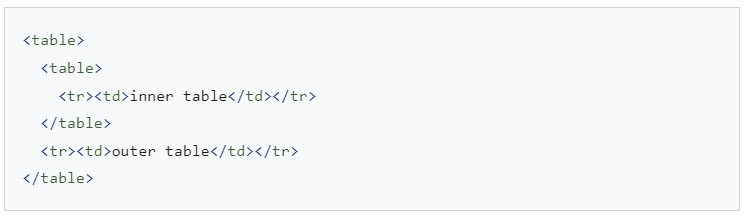 <table>
<table>
<tr><td>inner table</td></tr>
</table>
<tr><td>outer table</td></tr>
</table>